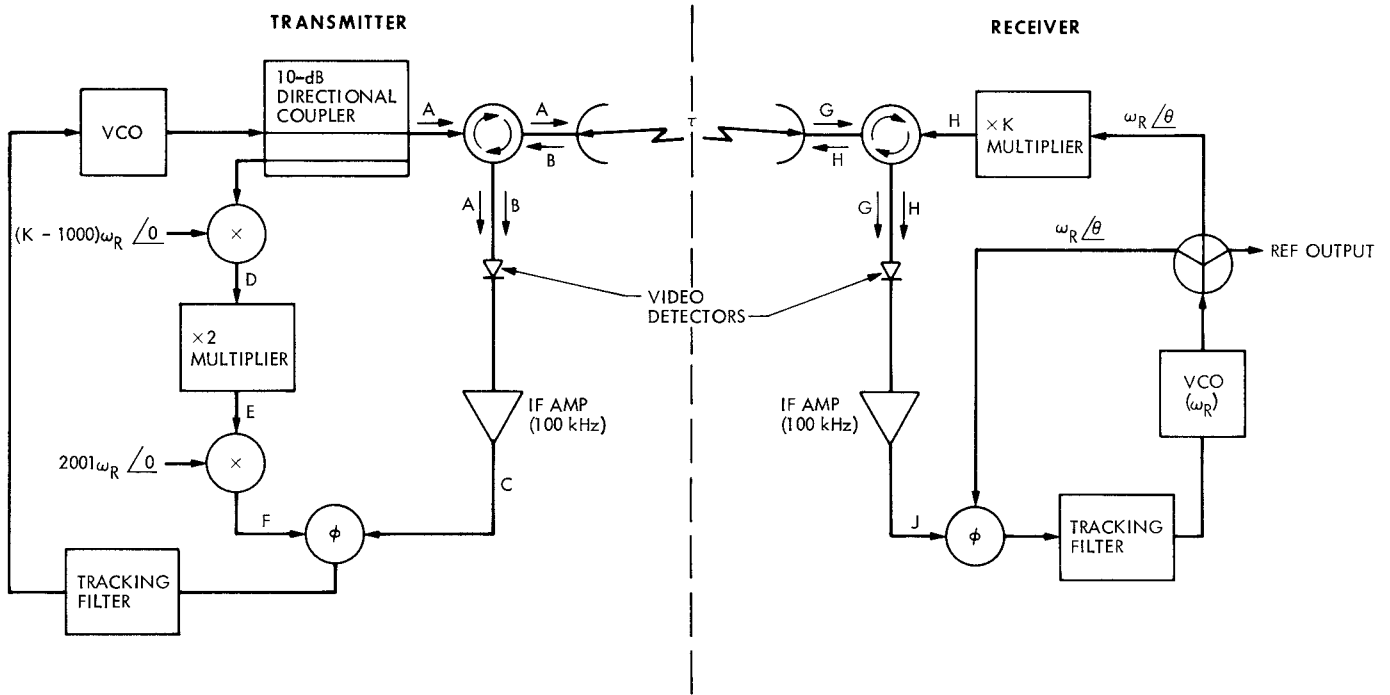 TRANSMITTER
RECEIVER
VCO
10-dB
DIRECTIONAL
COUPLER
A
A
B
τ
G
H
H
×K
MULTIPLIER
ω_R /θ
(K - 1000)ω_R /0
×
A
B
G
H
ω_R /θ
REF OUTPUT
D
VIDEO
DETECTORS
×2
MULTIPLIER
VCO
(ω_R)
E
IF AMP
(100 kHz)
IF AMP
(100 kHz)
2001ω_R /0
×
C
F
φ
J
φ
TRACKING
FILTER
TRACKING
FILTER